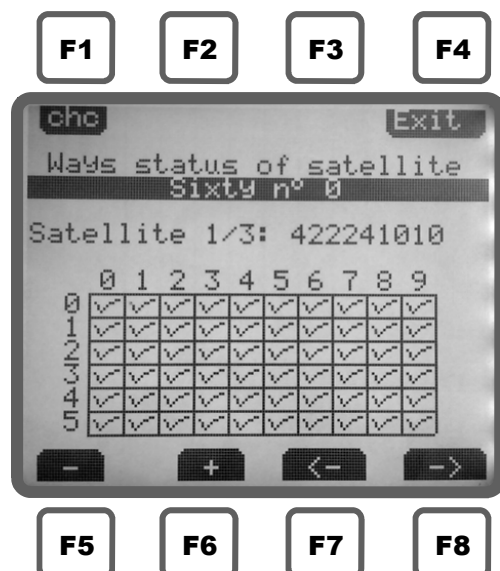 F1 F2 F3 F4
chc Exit
Ways status of satellite
Sixty nº 0
Satellite 1/3: 422241010
0 1 2 3 4 5 6 7 8 9
0
1
2
3
4
5
- + <- ->
F5 F6 F7 F8